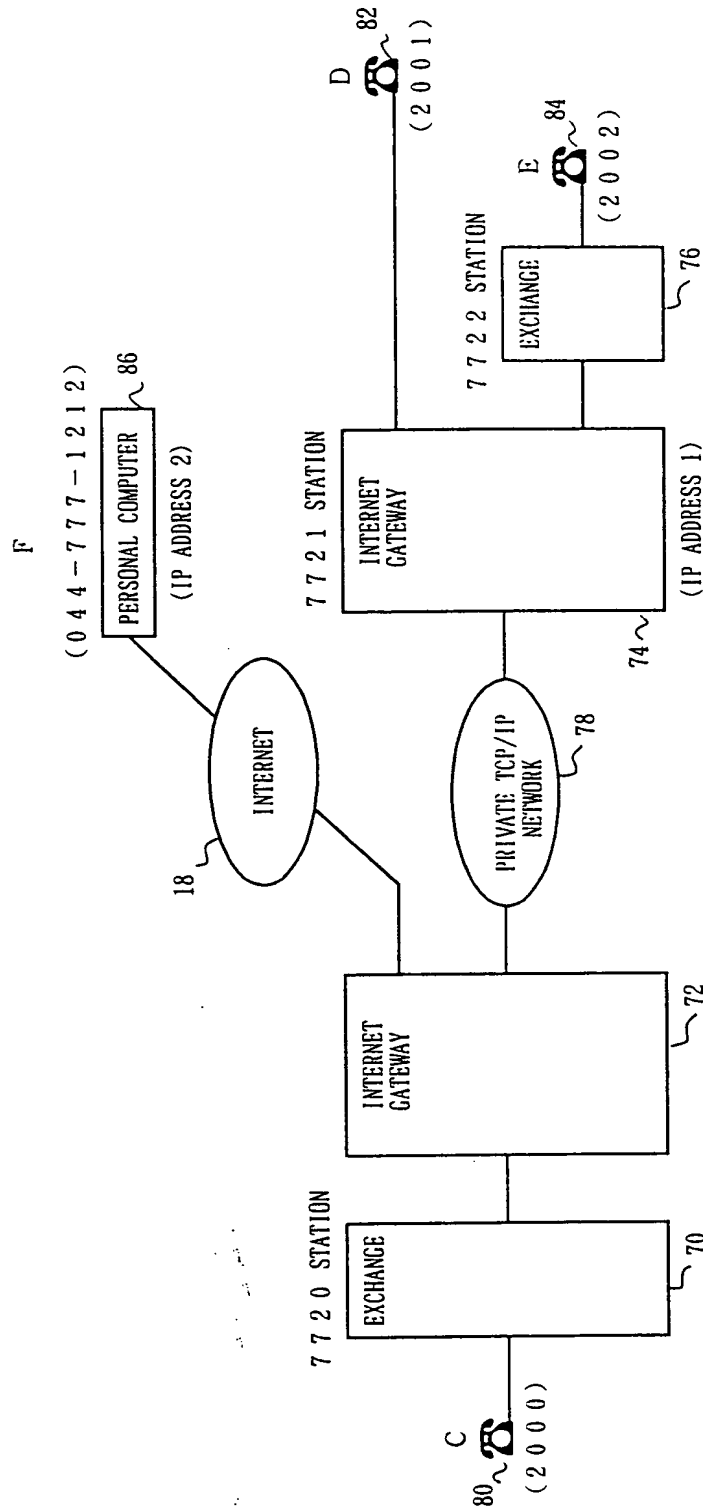 F
(044-777-1212)
PERSONAL COMPUTER
86
(IP ADDRESS 2)
INTERNET
18
7720 STATION
EXCHANGE
70
C
80
(2000)
INTERNET
GATEWAY
72
PRIVATE TCP/IP
NETWORK
78
7721 STATION
INTERNET
GATEWAY
74
(IP ADDRESS 1)
D
82
(2001)
7722 STATION
EXCHANGE
76
E
84
(2002)